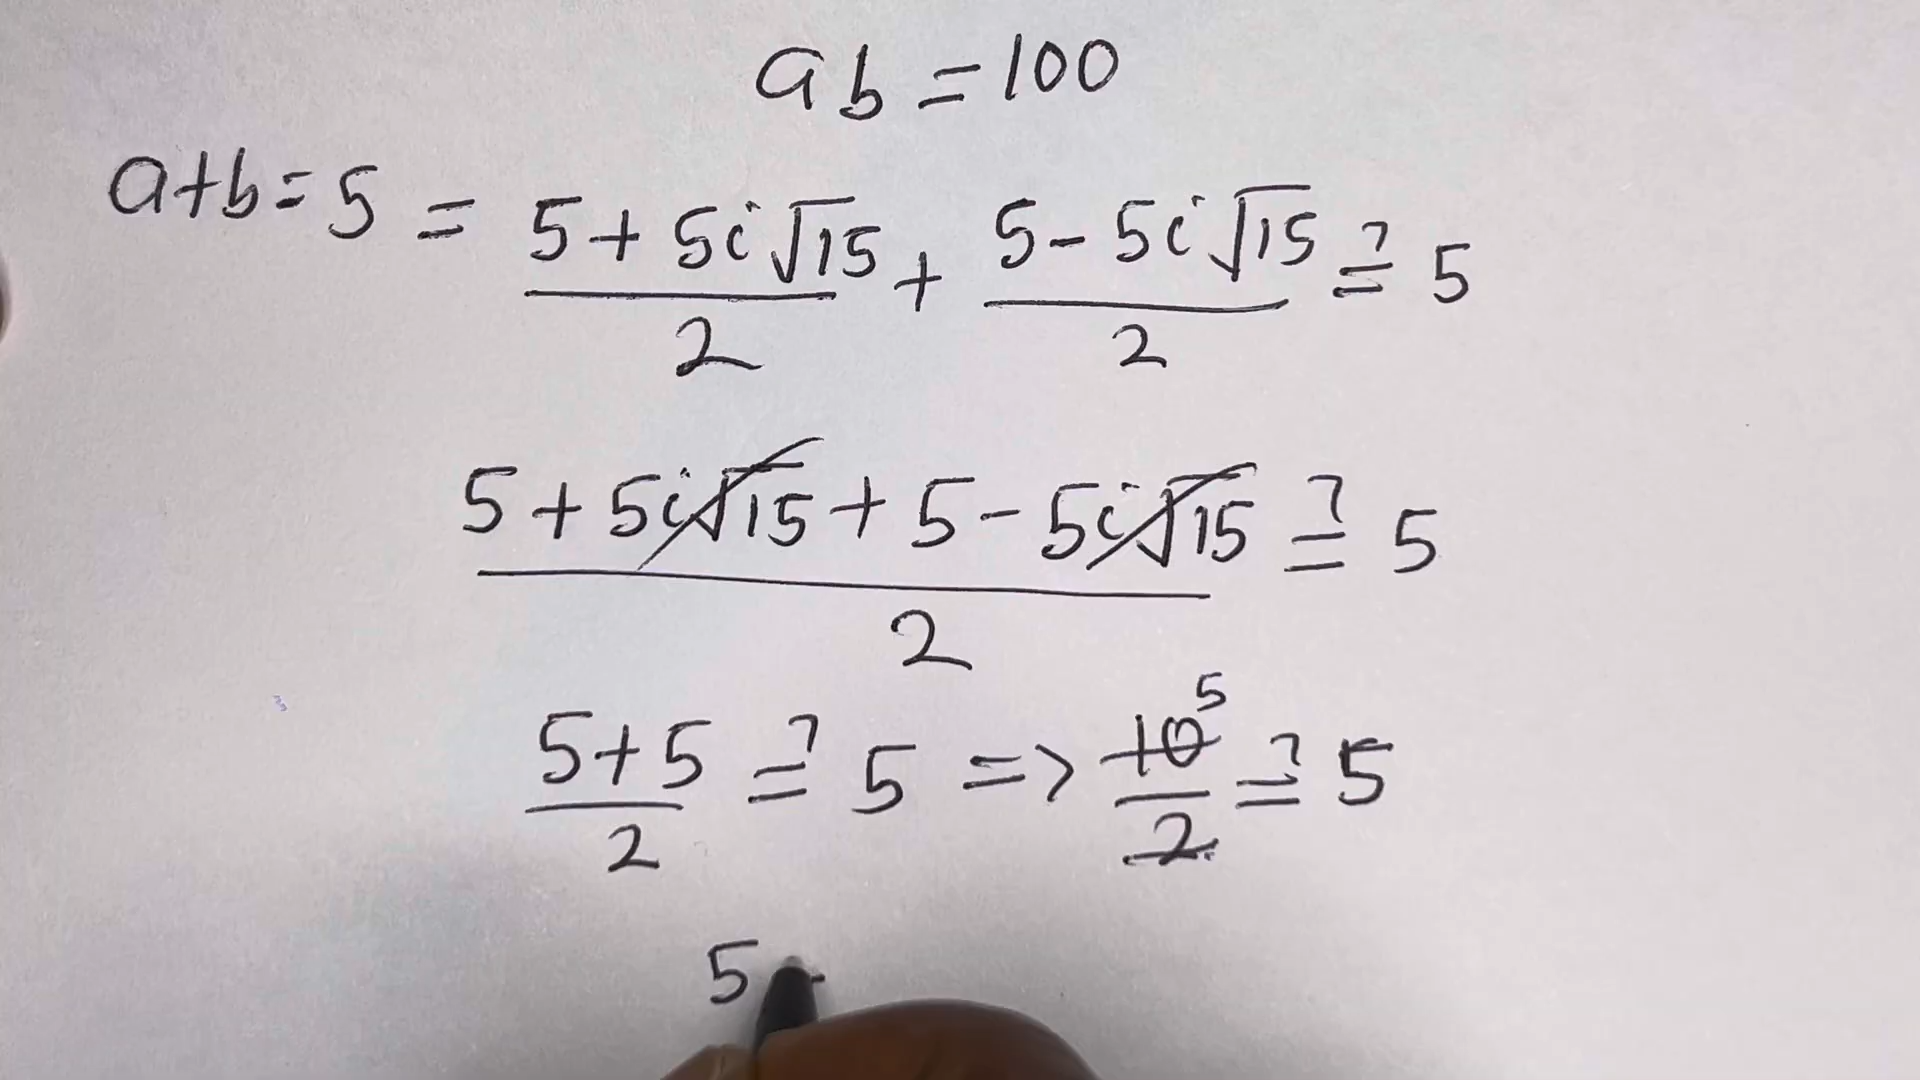 ab = 100
a+b = 5 = (5 + 5i√15)/2 + (5 - 5i√15)/2 ≟ 5
(5 + 5i√15 + 5 - 5i√15)/2 ≟ 5
(5+5)/2 ≟ 5 => 10/2 5 ≟ 5
5